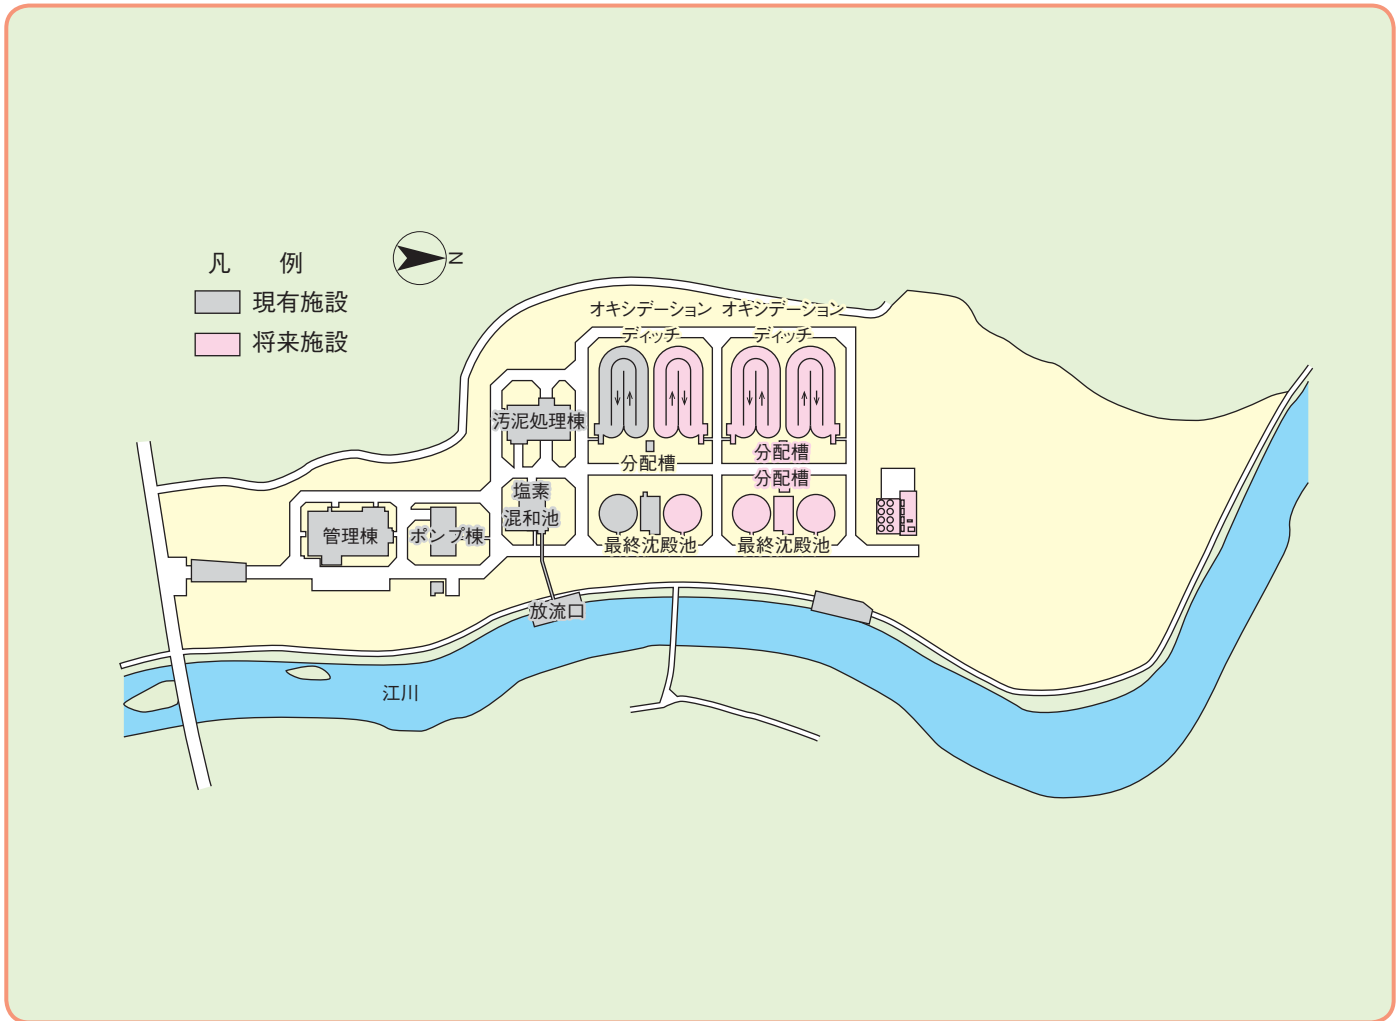 凡 例
N
現有施設
将来施設
オキシデーション
ディッチ
オキシデーション
ディッチ
汚泥処理棟
分配槽
分配槽
分配槽
塩素
混和池
管理棟
ポンプ棟
最終沈殿池
最終沈殿池
放流口
江川